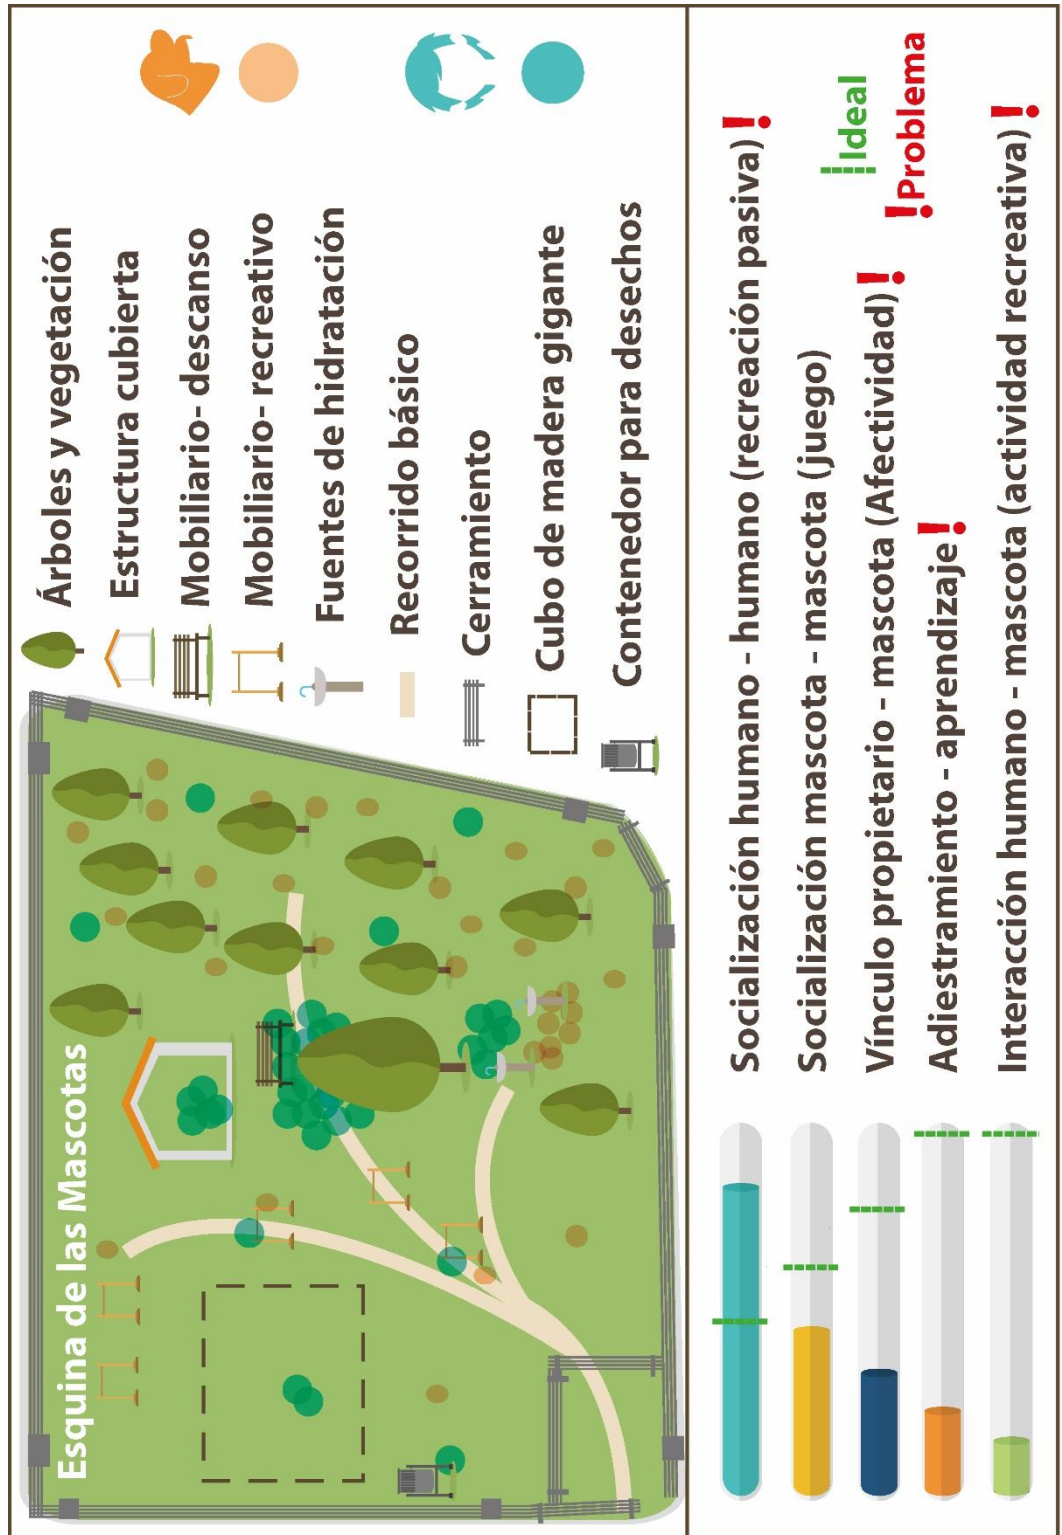 Esquina de las Mascotas
Árboles y vegetación
Estructura cubierta
Mobiliario- descanso
Mobiliario- recreativo
Fuentes de hidratación
Recorrido básico
Cerramiento
Cubo de madera gigante
Contenedor para desechos
Socialización humano - humano (recreación pasiva)
Socialización mascota - mascota (juego)
Vínculo propietario - mascota (Afectividad)
Adiestramiento - aprendizaje
Interacción humano - mascota (actividad recreativa)
Ideal
Problema